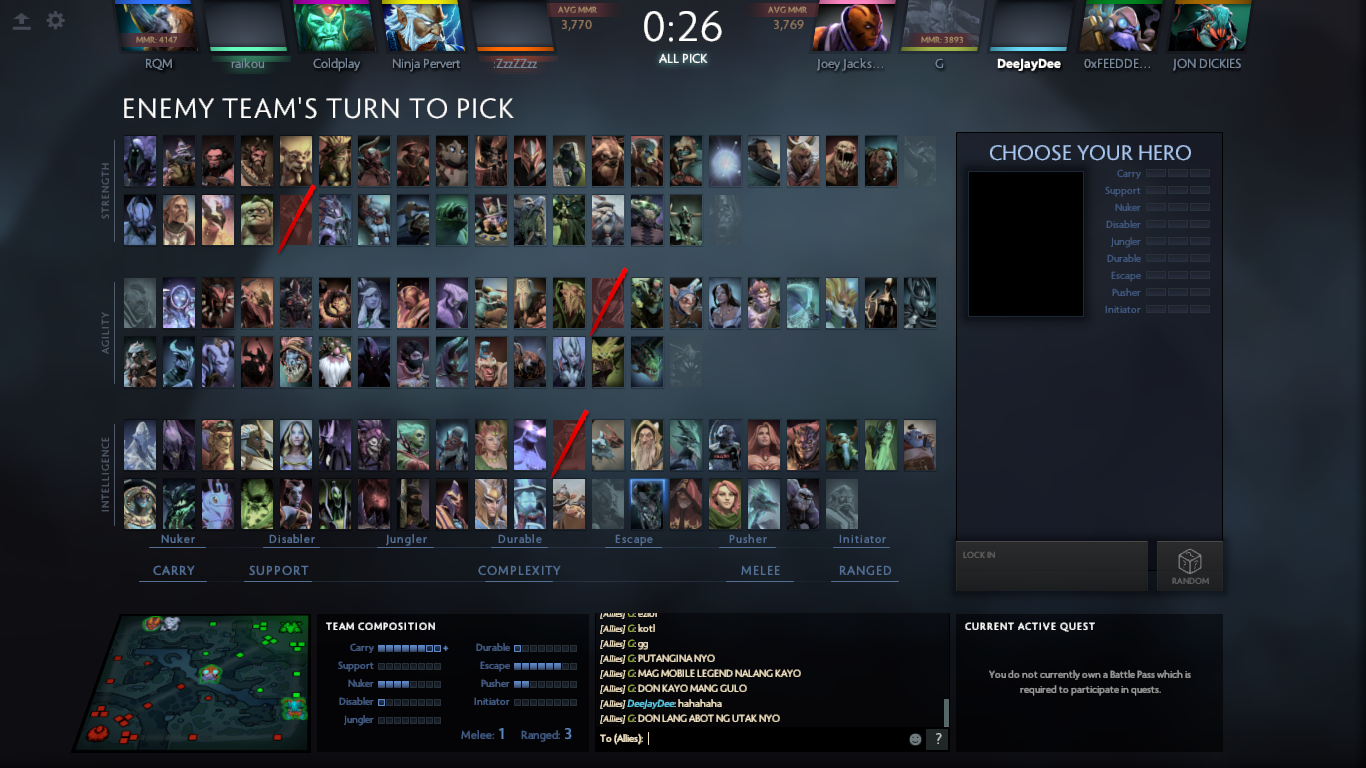 AVG MMR
3,770
0:26
ALL PICK
AVG MMR
3,769
MMR: 4147
MMR: 3893
RQM
raikou
Coldplay
Ninja Pervert
:ZzzZZzz
Joey Jacks...
G
DeeJayDee
0xFEEDDE...
JON DICKIES
ENEMY TEAM'S TURN TO PICK
STRENGTH
AGILITY
INTELLIGENCE
CHOOSE YOUR HERO
Carry
Support
Nuker
Disabler
Jungler
Durable
Escape
Pusher
Initiator
Nuker Disabler Jungler Durable Escape Pusher Initiator
CARRY SUPPORT COMPLEXITY MELEE RANGED
LOCK IN
RANDOM
TEAM COMPOSITION
Carry
Support
Nuker
Disabler
Jungler
Durable
Escape
Pusher
Initiator
Melee: 1 Ranged: 3
[Allies] G: kotl
[Allies] G: gg
[Allies] G: PUTANGINA NYO
[Allies] G: MAG MOBILE LEGEND NALANG KAYO
[Allies] G: DON KAYO MANG GULO
[Allies] DeeJayDee: hahahaha
[Allies] G: DON LANG ABOT NG UTAK NYO
To (Allies):
?
CURRENT ACTIVE QUEST
You do not currently own a Battle Pass which is
required to participate in quests.